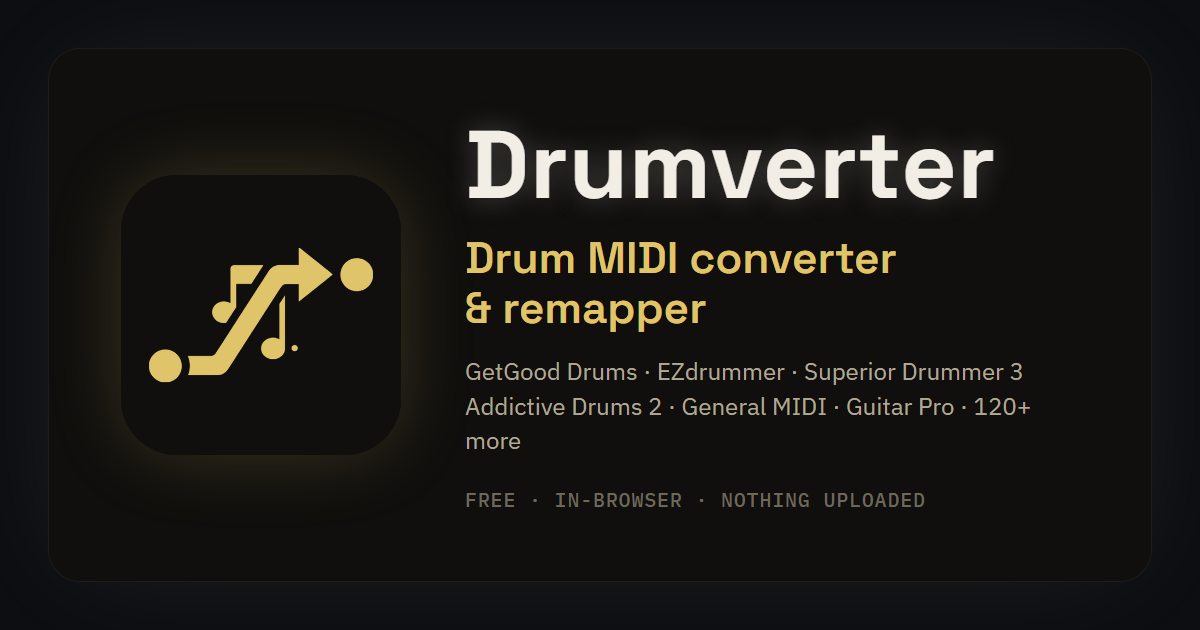 Drumverter
Drum MIDI converter
& remapper
GetGood Drums · EZdrummer · Superior Drummer 3
Addictive Drums 2 · General MIDI · Guitar Pro · 120+
more
FREE · IN-BROWSER · NOTHING UPLOADED